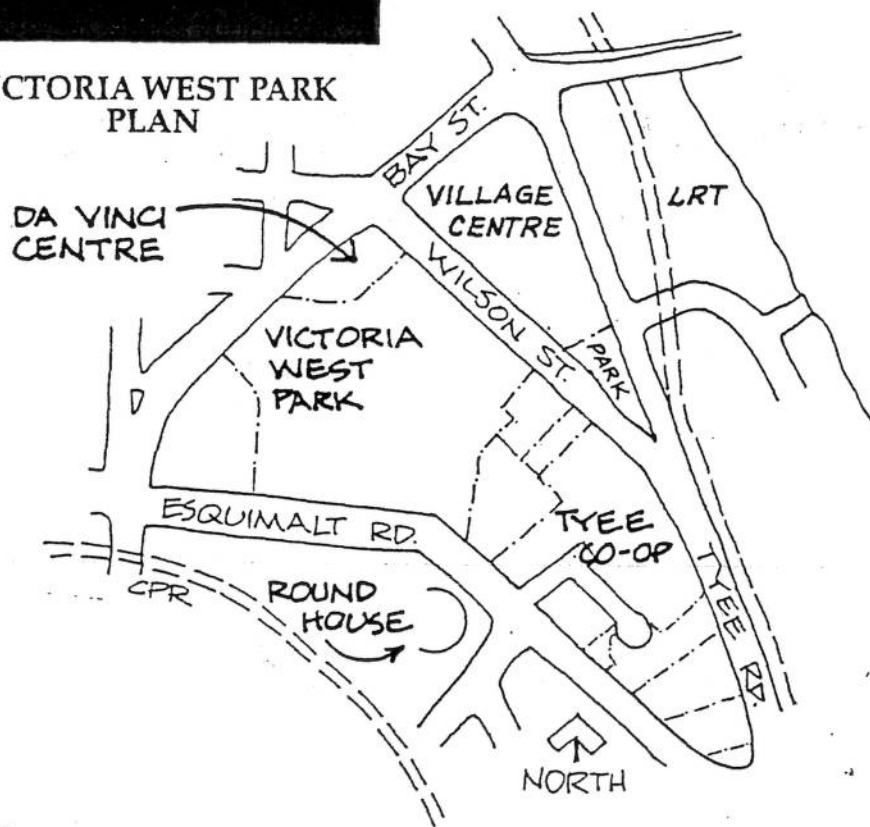 CTORIA WEST PARK
PLAN
BAY ST.
DA VINCI
CENTRE
VILLAGE
CENTRE
LRT
WILSON ST.
VICTORIA
WEST
PARK
PARK
ESQUIMALT RD.
TYEE
CO-OP
CPR
ROUND
HOUSE
TYEE RD.
NORTH